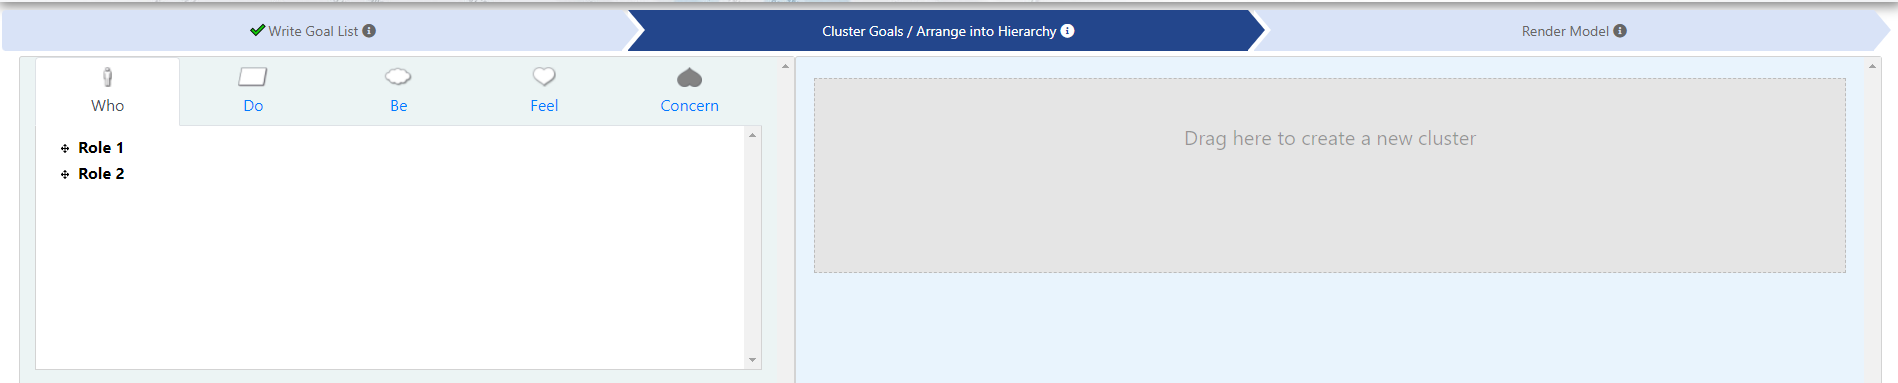 Write Goal List
Cluster Goals / Arrange into Hierarchy
Render Model
Who
Do
Be
Feel
Concern
Role 1
Role 2
Drag here to create a new cluster